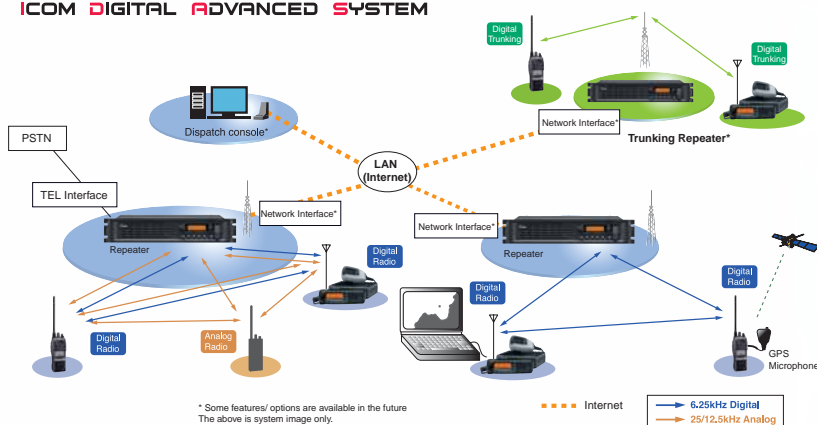 ICOM DIGITAL ADVANCED SYSTEM
Digital
Trunking
Digital
Trunking
Network Interface*
Trunking Repeater*
Dispatch console*
PSTN
LAN
(Internet)
TEL Interface
Network Interface*
Repeater
Network Interface*
Repeater
Digital
Radio
Digital
Radio
Analog
Radio
Digital
Radio
Digital
Radio
GPS
Microphone
* Some features/ options are available in the future
The above is system image only.
Internet
6.25kHz Digital
25/12.5kHz Analog